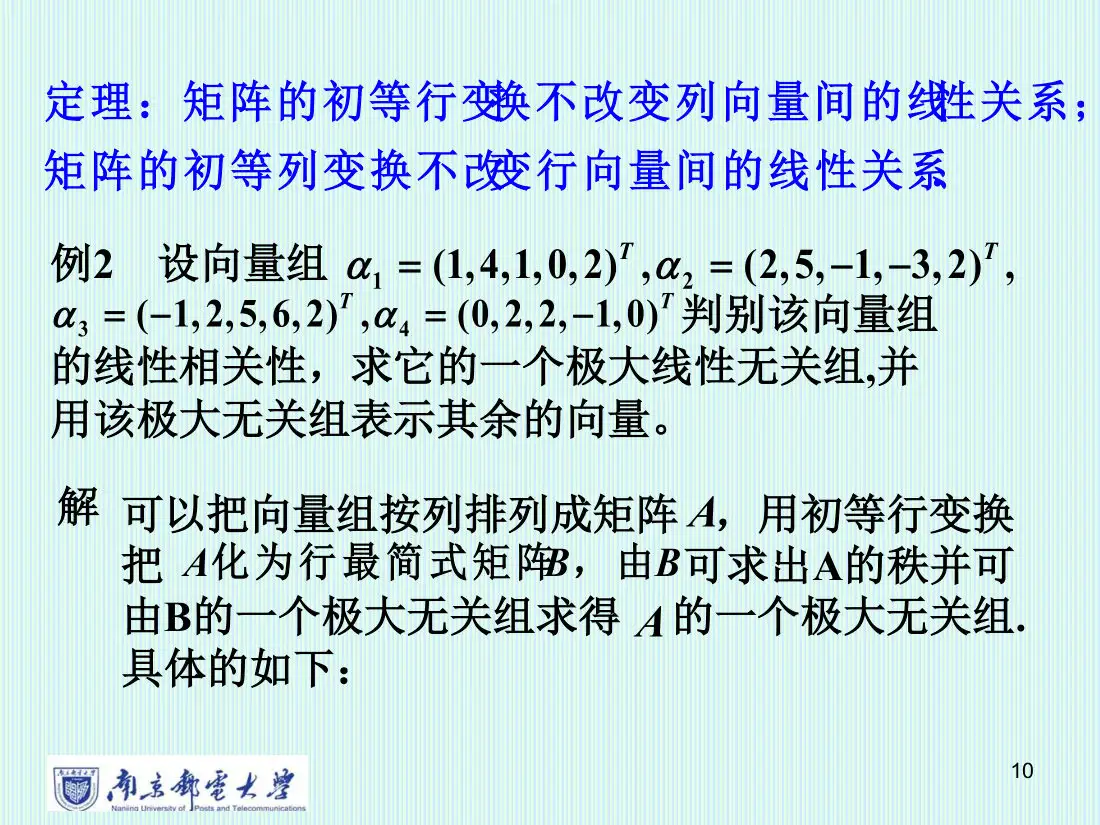 定理：矩阵的初等行变换不改变列向量间的线性关系；
矩阵的初等列变换不改变行向量间的线性关系.
例2 设向量组 α₁ = (1,4,1,0,2)ᵀ, α₂ = (2,5,−1,−3,2)ᵀ,
α₃ = (−1,2,5,6,2)ᵀ, α₄ = (0,2,2,−1,0)ᵀ 判别该向量组
的线性相关性，求它的一个极大线性无关组,并
用该极大无关组表示其余的向量。
解 可以把向量组按列排列成矩阵 A，用初等行变换
把 A化为行最简式矩阵B，由B可求出A的秩并可
由B的一个极大无关组求得 A 的一个极大无关组.
具体的如下：
南京邮电大学
Nanjing University of Posts and Telecommunications
10